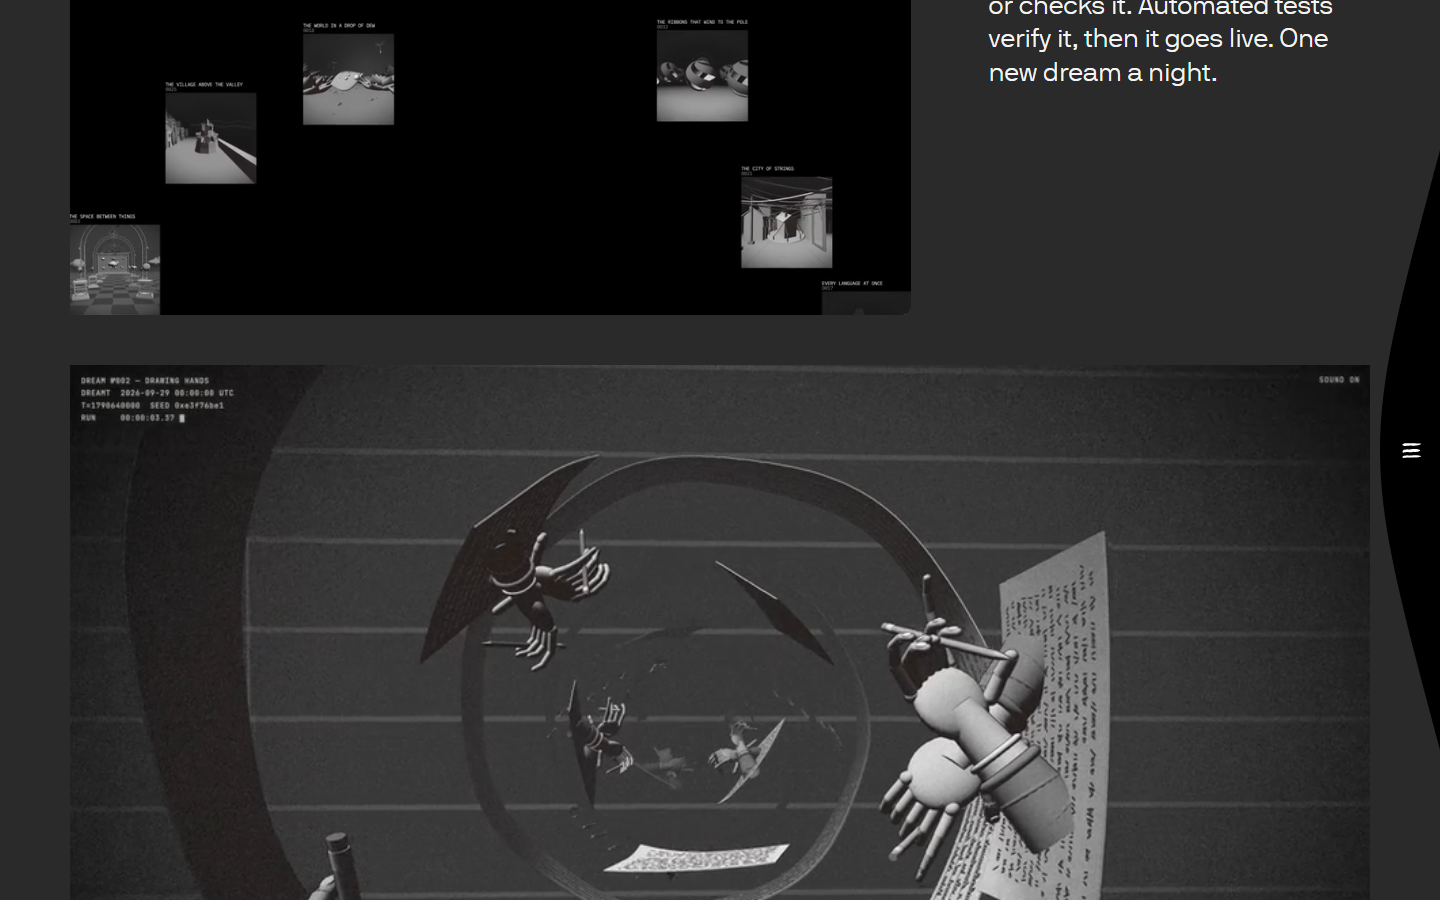 or checks it. Automated tests
verify it, then it goes live. One
new dream a night.
THE WORLD IN A DROP OF DEW
THE RIBBONS THAT WIND TO THE POLE
THE VILLAGE ABOVE THE VALLEY
THE CITY OF STRINGS
THE SPACE BETWEEN THINGS
EVERY LANGUAGE AT ONCE
DREAM №002 — DRAWING HANDS
DREAMT 2026-09-29 00:00:00 UTC
T=1790640000 SEED 0xe3f76be1
RUN 00:00:03.37
SOUND ON